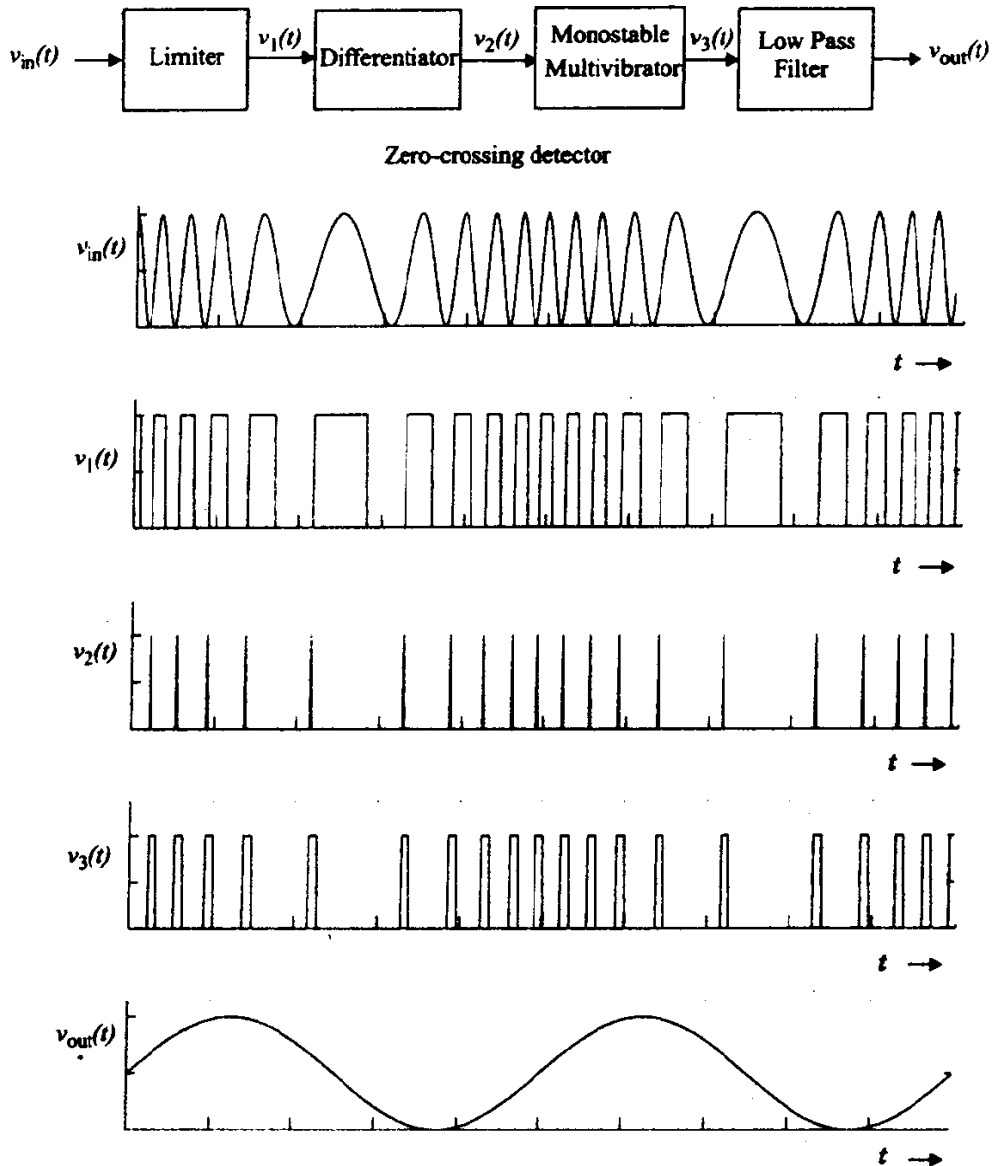 v_in(t) Limiter v_1(t) Differentiator v_2(t) Monostable Multivibrator v_3(t) Low Pass Filter v_out(t)
Zero-crossing detector
v_in(t)
t
v_1(t)
t
v_2(t)
t
v_3(t)
t
v_out(t)
t